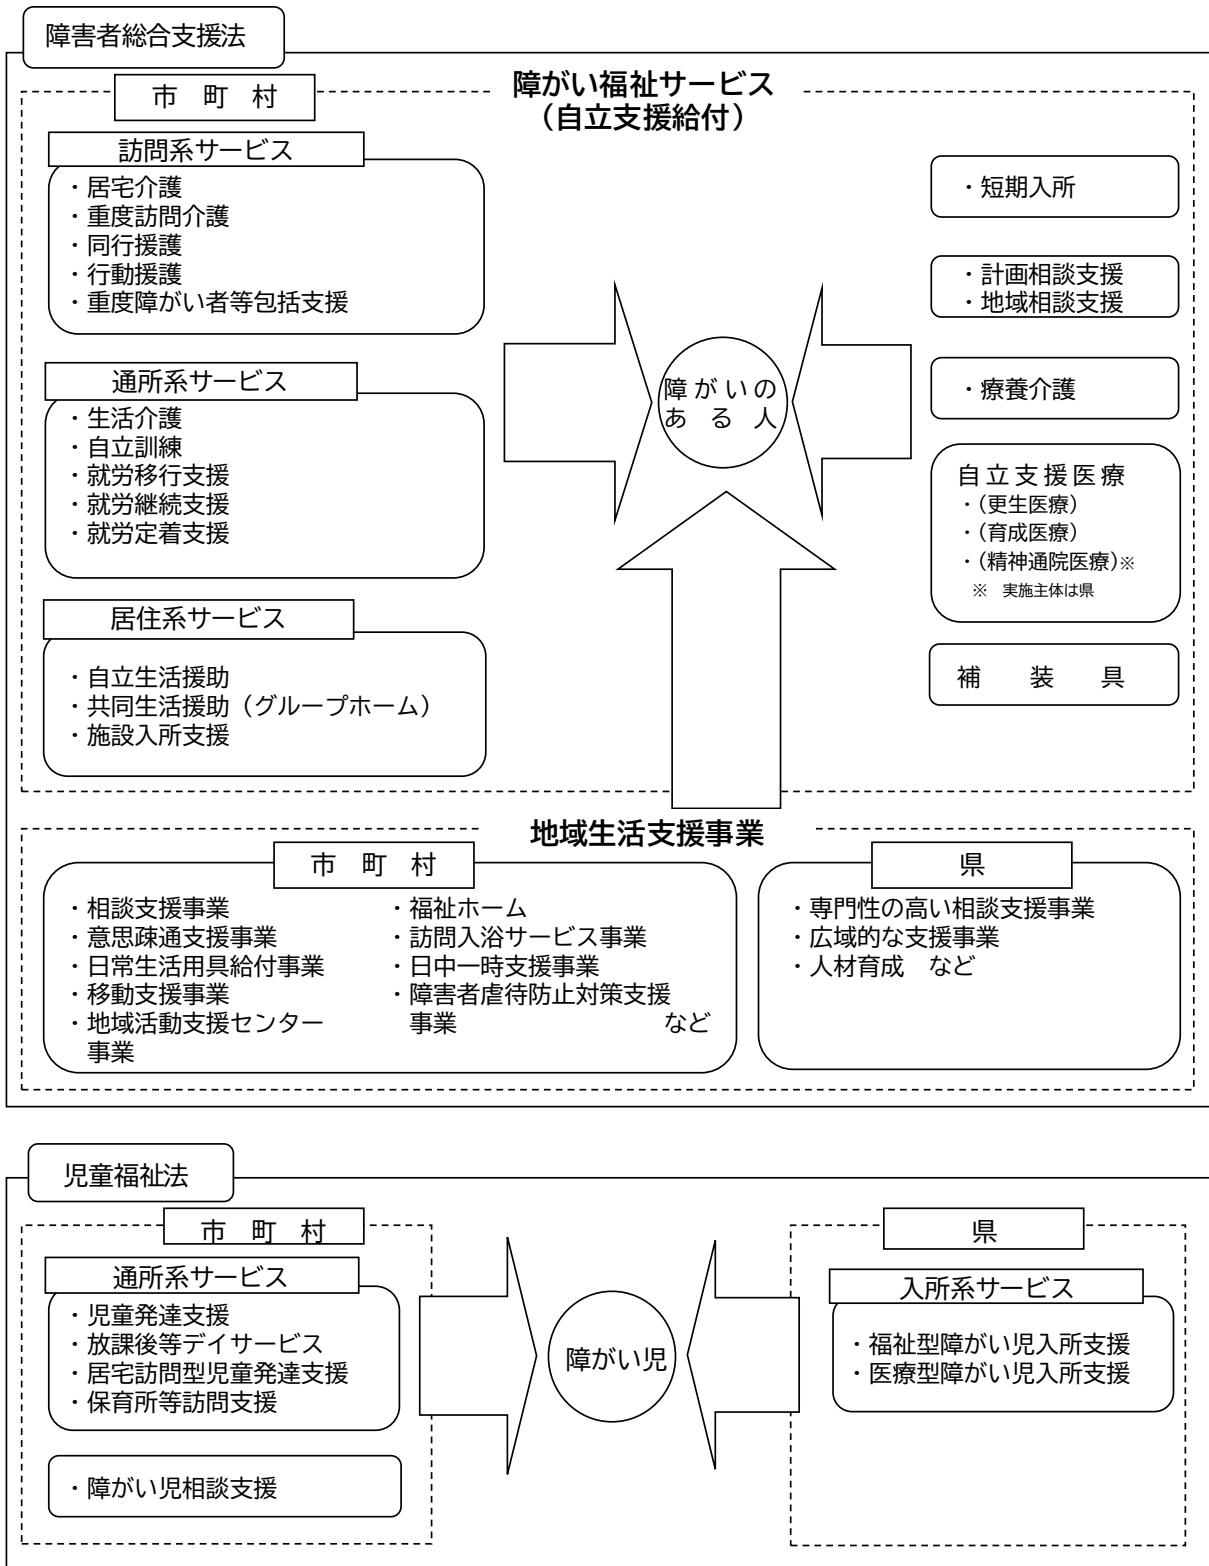 障害者総合支援法
市　町　村
障がい福祉サービス
（自立支援給付）
訪問系サービス
・居宅介護
・重度訪問介護
・同行援護
・行動援護
・重度障がい者等包括支援
通所系サービス
・生活介護
・自立訓練
・就労移行支援
・就労継続支援
・就労定着支援
居住系サービス
・自立生活援助
・共同生活援助（グループホーム）
・施設入所支援
障がいの
あ　る　人
・短期入所
・計画相談支援
・地域相談支援
・療養介護
自立支援医療
・(更生医療)
・(育成医療)
・(精神通院医療)※
※　実施主体は県
補　装　具
地域生活支援事業
市　町　村
・相談支援事業
・意思疎通支援事業
・日常生活用具給付事業
・移動支援事業
・地域活動支援センター
事業
・福祉ホーム
・訪問入浴サービス事業
・日中一時支援事業
・障害者虐待防止対策支援
事業　　　　　　　　など
県
・専門性の高い相談支援事業
・広域的な支援事業
・人材育成　など
児童福祉法
市　町　村
通所系サービス
・児童発達支援
・放課後等デイサービス
・居宅訪問型児童発達支援
・保育所等訪問支援
・障がい児相談支援
障がい児
県
入所系サービス
・福祉型障がい児入所支援
・医療型障がい児入所支援